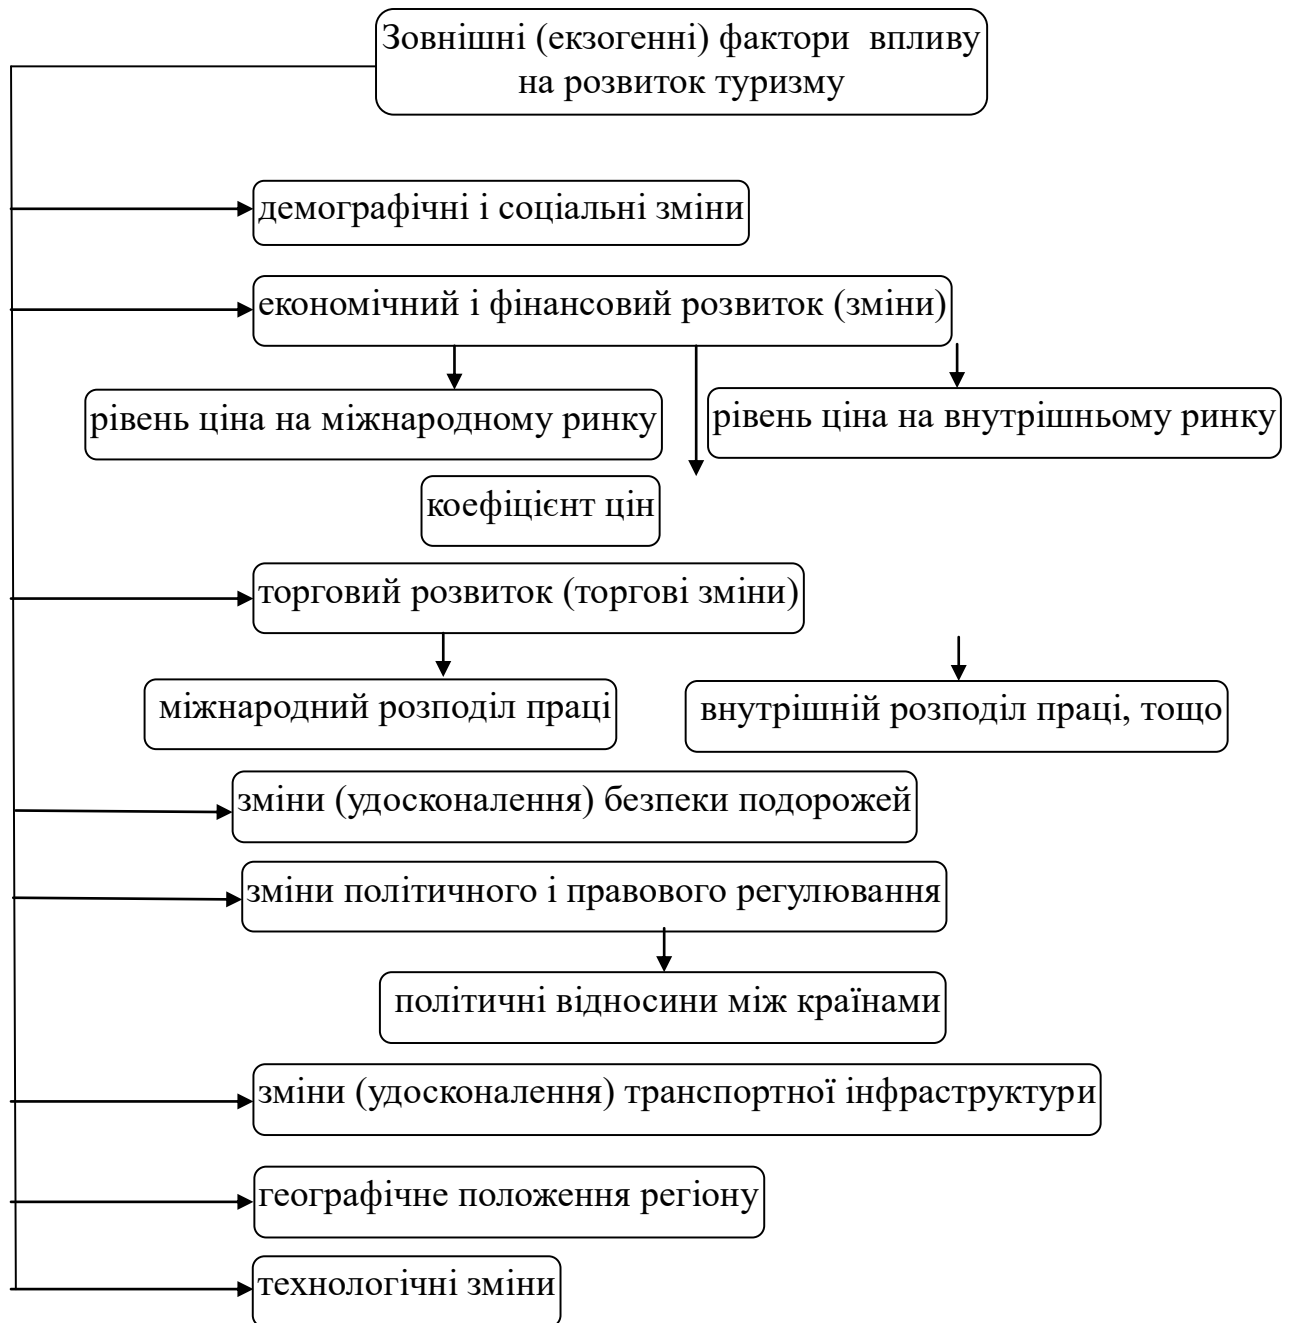 Зовнішні (екзогенні) фактори впливу
на розвиток туризму
демографічні і соціальні зміни
економічний і фінансовий розвиток (зміни)
рівень ціна на міжнародному ринку
рівень ціна на внутрішньому ринку
коефіцієнт цін
торговий розвиток (торгові зміни)
міжнародний розподіл праці
внутрішній розподіл праці, тощо
зміни (удосконалення) безпеки подорожей
зміни політичного і правового регулювання
політичні відносини між країнами
зміни (удосконалення) транспортної інфраструктури
географічне положення регіону
технологічні зміни